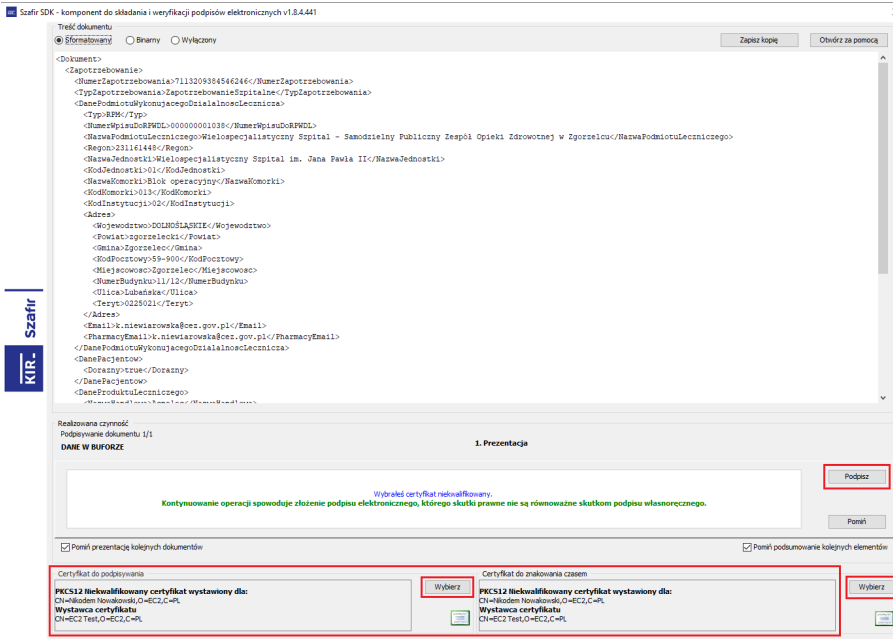 Szafir SDK - komponent do składania i weryfikacji podpisów elektronicznych v1.8.4.441
Treść dokumentu
Sformatowany Binarny Wyłączony Zapisz kopię Otwórz za pomocą
<Dokument>
<Zapotrzebowanie>
<NumerZapotrzebowania>7113209384546246</NumerZapotrzebowania>
<TypZapotrzebowania>ZapotrzebowanieSzpitalne</TypZapotrzebowania>
<DanePodmiotuWykonujacegoDzialalnoscLecznicza>
<Typ>RPM</Typ>
<NumerWpisuDoRPWDL>000000001038</NumerWpisuDoRPWDL>
<NazwaPodmiotuLeczniczego>Wielospecjalistyczny Szpital - Samodzielny Publiczny Zespół Opieki Zdrowotnej w Zgorzelcu</NazwaPodmiotuLeczniczego>
<Regon>231161448</Regon>
<NazwaJednostki>Wielospecjalistyczny Szpital im. Jana Pawła II</NazwaJednostki>
<KodJednostki>01</KodJednostki>
<NazwaKomorki>Blok operacyjny</NazwaKomorki>
<KodKomorki>013</KodKomorki>
<KodInstytucji>02</KodInstytucji>
<Adres>
<Wojewodztwo>DOLNOŚLĄSKIE</Wojewodztwo>
<Powiat>zgorzelecki</Powiat>
<Gmina>Zgorzelec</Gmina>
<KodPocztowy>59-900</KodPocztowy>
<Miejscowosc>Zgorzelec</Miejscowosc>
<NumerBudynku>11/12</NumerBudynku>
<Ulica>Lubańska</Ulica>
<Teryt>0225021</Teryt>
</Adres>
<Email>k.niewiarowska@cez.gov.pl</Email>
<PharmacyEmail>k.niewiarowska@cez.gov.pl</PharmacyEmail>
</DanePodmiotuWykonujacegoDzialalnoscLecznicza>
<DanePacjentow>
<Dorazny>true</Dorazny>
</DanePacjentow>
<DaneProduktuLeczniczego>
KIR Szafir
Realizowana czynność
Podpisywanie dokumentu 1/1
DANE W BUFORZE
1. Prezentacja
Wybrałeś certyfikat niekwalifikowany.
Kontynuowanie operacji spowoduje złożenie podpisu elektronicznego, którego skutki prawne nie są równoważne skutkom podpisu własnoręcznego.
Podpisz
Pomiń
Pomiń prezentację kolejnych dokumentów Pomiń podsumowanie kolejnych elementów
Certyfikat do podpisywania
PKCS12 Niekwalifikowany certyfikat wystawiony dla:
CN=Nikodem Nowakowski,O=EC2,C=PL
Wystawca certyfikatu
CN=EC2 Test,O=EC2,C=PL
Wybierz
Certyfikat do znakowania czasem
PKCS12 Niekwalifikowany certyfikat wystawiony dla:
CN=Nikodem Nowakowski,O=EC2,C=PL
Wystawca certyfikatu
CN=EC2 Test,O=EC2,C=PL
Wybierz